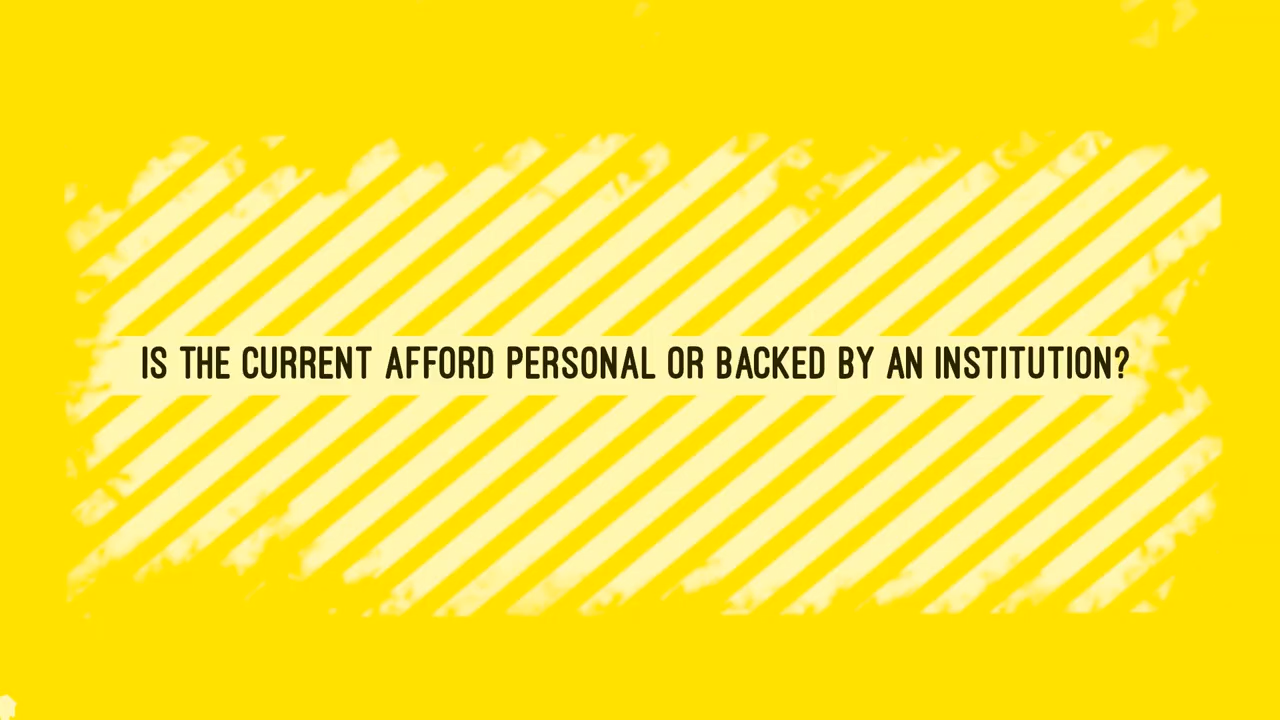 IS THE CURRENT AFFORD PERSONAL OR BACKED BY AN INSTITUTION?